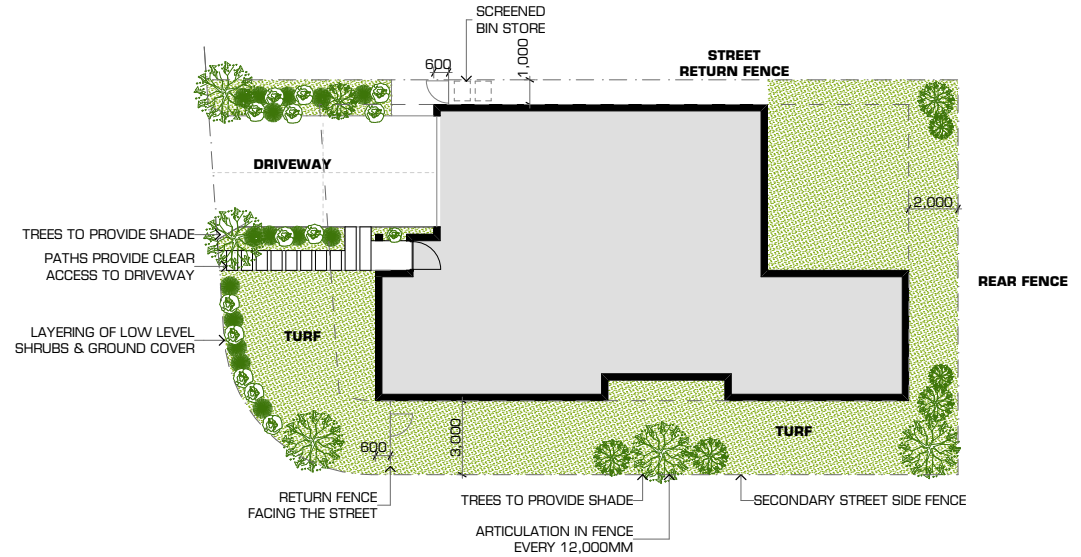 SCREENED
BIN STORE
600
1,000
STREET
RETURN FENCE
DRIVEWAY
2,000
TREES TO PROVIDE SHADE
PATHS PROVIDE CLEAR
ACCESS TO DRIVEWAY
REAR FENCE
LAYERING OF LOW LEVEL
SHRUBS & GROUND COVER
TURF
TURF
600
3,000
RETURN FENCE
FACING THE STREET
TREES TO PROVIDE SHADE
SECONDARY STREET SIDE FENCE
ARTICULATION IN FENCE
EVERY 12,000MM